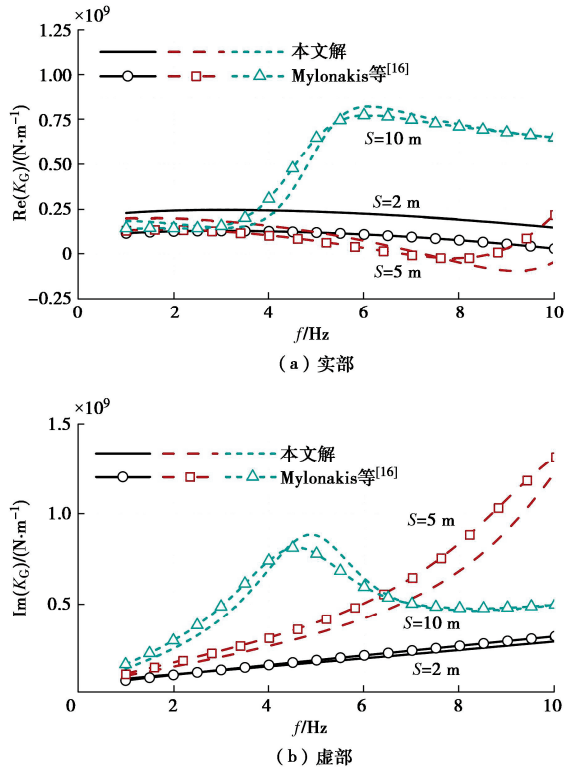 ×10⁹
1.25
1.00
0.75
0.50
0.25
0
−0.25
Re(K_G)/(N·m⁻¹)
本文解
Mylonakis等[16]
S=10 m
S=2 m
S=5 m
0 2 4 6 8 10
f/Hz
(a)实部
×10⁹
1.5
1.0
0.5
0
Im(K_G)/(N·m⁻¹)
本文解
Mylonakis等[16]
S=5 m
S=10 m
S=2 m
2 4 6 8 10
f/Hz
(b)虚部